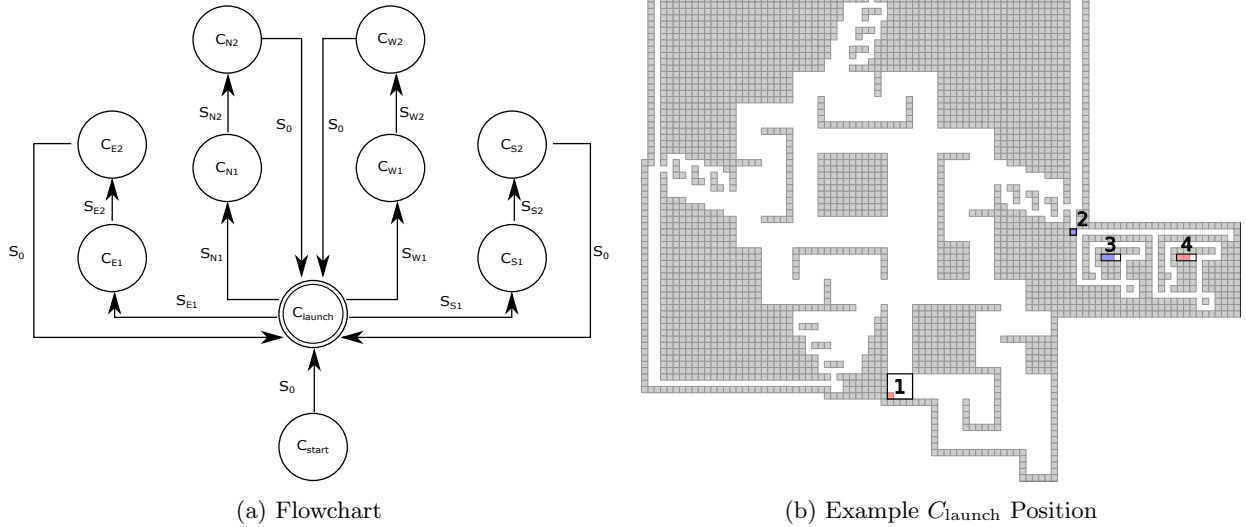 C_N2
C_W2
S_N2
S_0
S_0
S_W2
C_E2
C_N1
C_W1
C_S2
S_E2
S_S2
S_0
C_E1
S_N1
S_W1
C_S1
S_0
S_E1
S_S1
C_launch
S_0
C_start
(a) Flowchart
2
3
4
1
(b) Example C_launch Position